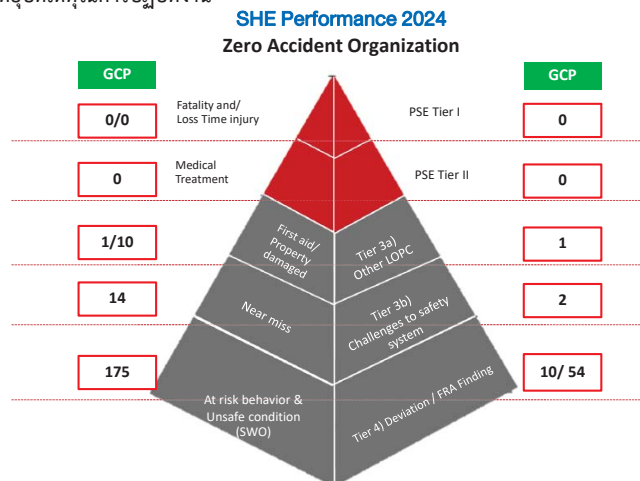 SHE Performance 2024
Zero Accident Organization
GCP
GCP
0/0
Fatality and/
Loss Time injury
PSE Tier I
0
0
Medical
Treatment
PSE Tier II
0
1/10
First aid/
Property
damaged
Tier 3a)
Other LOPC
1
14
Near miss
Tier 3b)
Challenges to safety
system
2
175
At risk behavior &
Unsafe condition
(SWO)
Tier 4) Deviation / FRA Finding
10/ 54